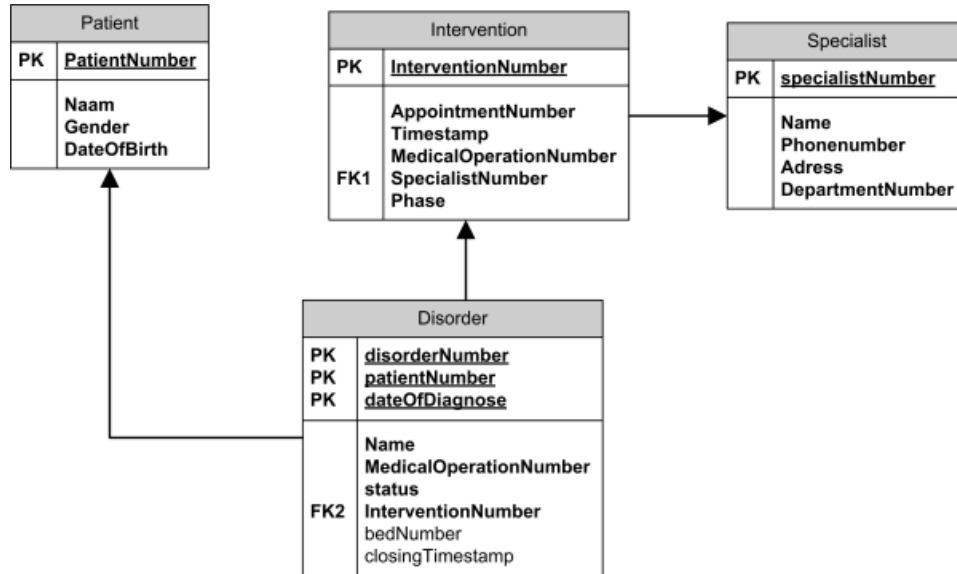 Patient
PK PatientNumber
Naam
Gender
DateOfBirth
Intervention
PK InterventionNumber
AppointmentNumber
Timestamp
MedicalOperationNumber
FK1 SpecialistNumber
Phase
Specialist
PK specialistNumber
Name
Phonenumber
Adress
DepartmentNumber
Disorder
PK disorderNumber
PK patientNumber
PK dateOfDiagnose
Name
MedicalOperationNumber
status
FK2 InterventionNumber
bedNumber
closingTimestamp